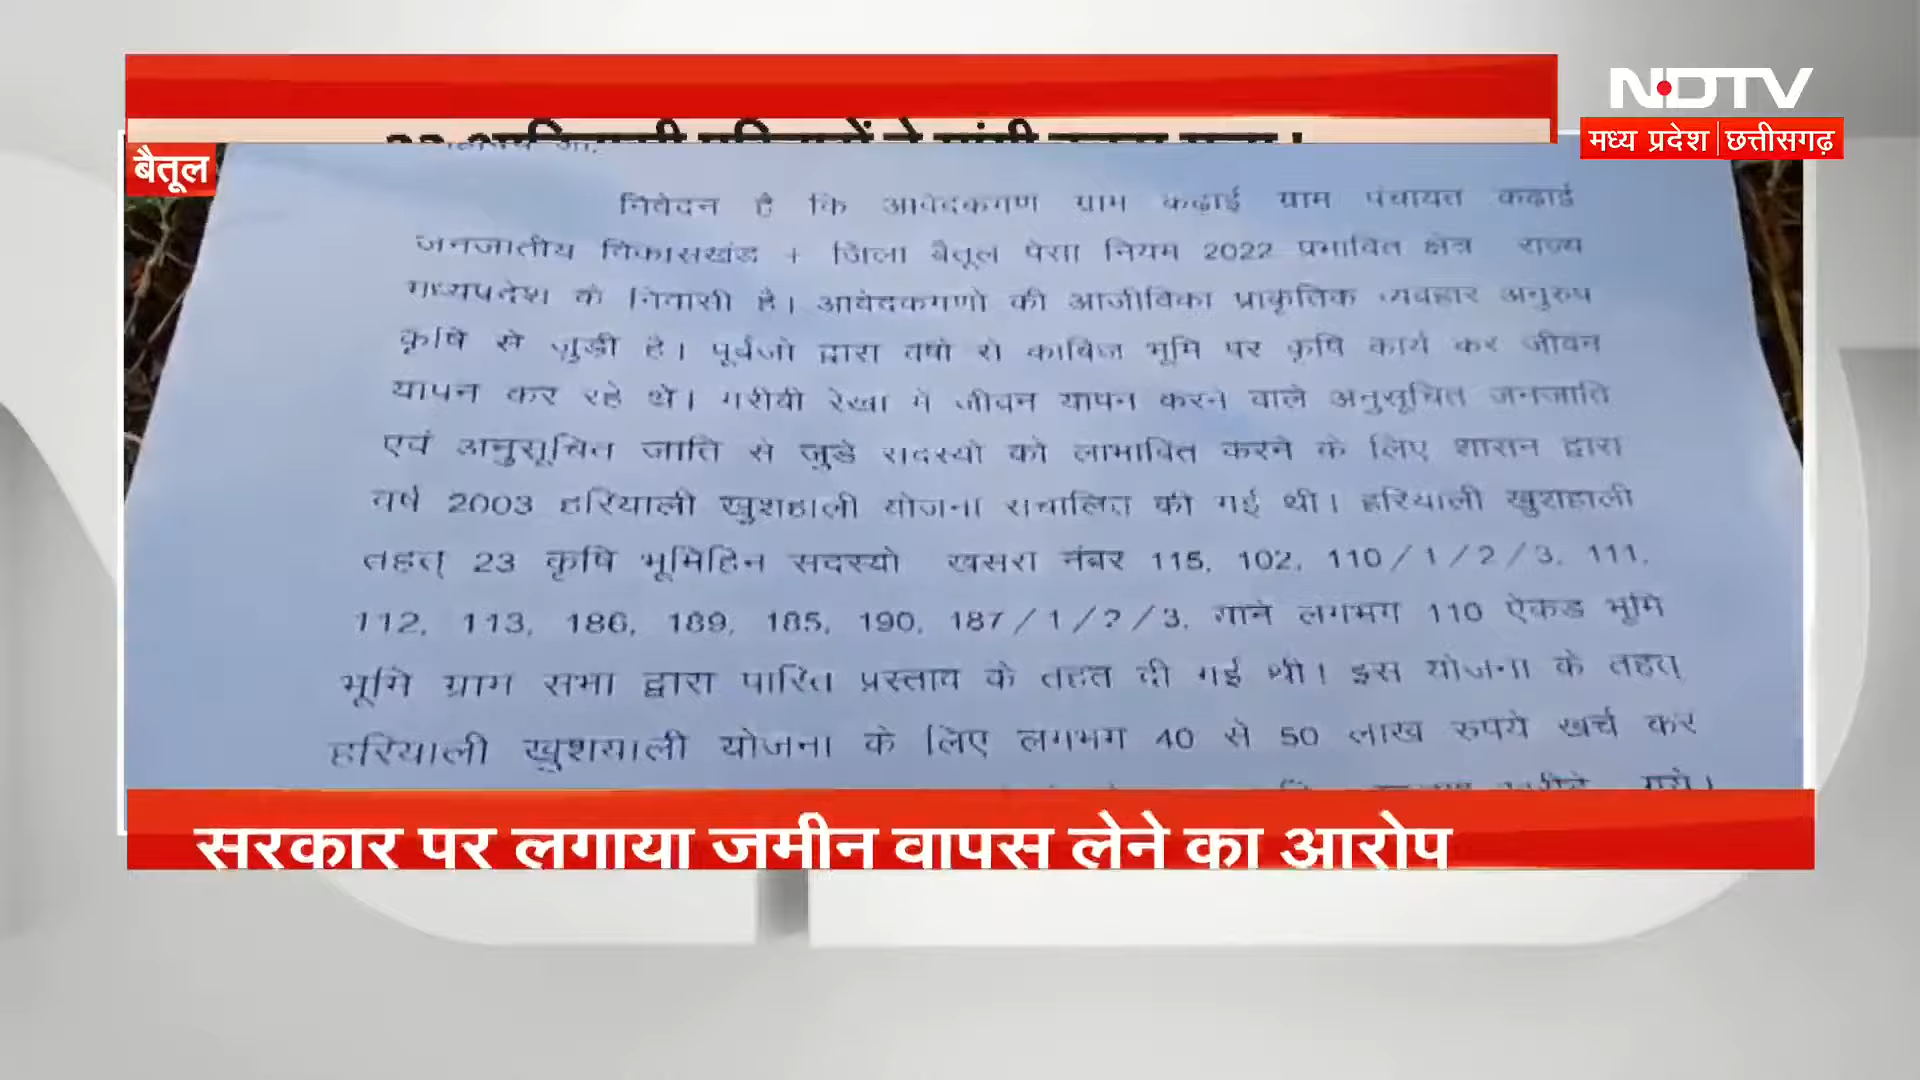 NDTV
मध्य प्रदेश | छत्तीसगढ़
बैतूल
निवेदन है कि आवेदकगण ग्राम कढाई ग्राम पंचायत कढाई
जनजातीय विकासखंड + जिला बैतूल पेसा नियम 2022 प्रभावित क्षेत्र राज्य
मध्यपदेश के निवासी है। आवेदकगणो की आजीविका प्राकृतिक व्यवहार अनुरुप
कृषि से जुडी है। पूर्वजो द्वारा वर्षो से काबिज भूमि पर कृषि कार्य कर जीवन
यापन कर रहे थे। गरीबी रेखा मे जीवन यापन करने वाले अनुसूचित जनजाति
एवं अनुसूचित जाति से जुडे सदस्यो को लाभावित करने के लिए शासन द्वारा
वर्ष 2003 हरियाली खुशहाली योजना संचालित की गई थी। हरियाली खुशहाली
तहत् 23 कृषि भूमिहिन सदस्यो खसरा नंबर 115, 102, 110/1/2/3, 111,
112, 113, 186, 189, 185, 190, 187/1/2/3, लगभग 110 ऐकड भूमि
भूमि ग्राम सभा द्वारा पारित प्रस्ताव के तहत दी गई थी। इस योजना के तहत्
हरियाली योजना के लिए लगभग 40 से 50 लाख रुपये खर्च कर
सरकार पर लगाया जमीन वापस लेने का आरोप